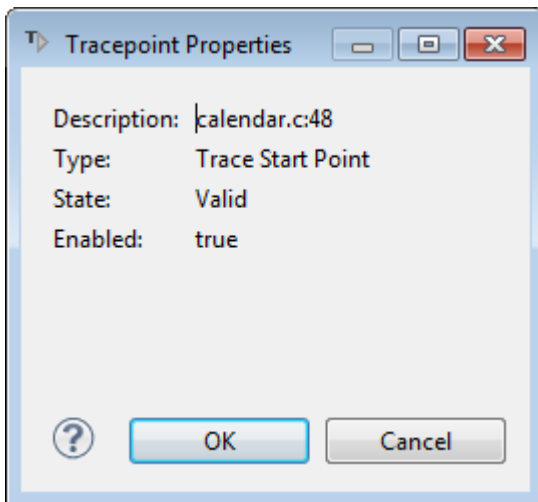 Tracepoint Properties
Description: calendar.c:48
Type: Trace Start Point
State: Valid
Enabled: true
OK Cancel